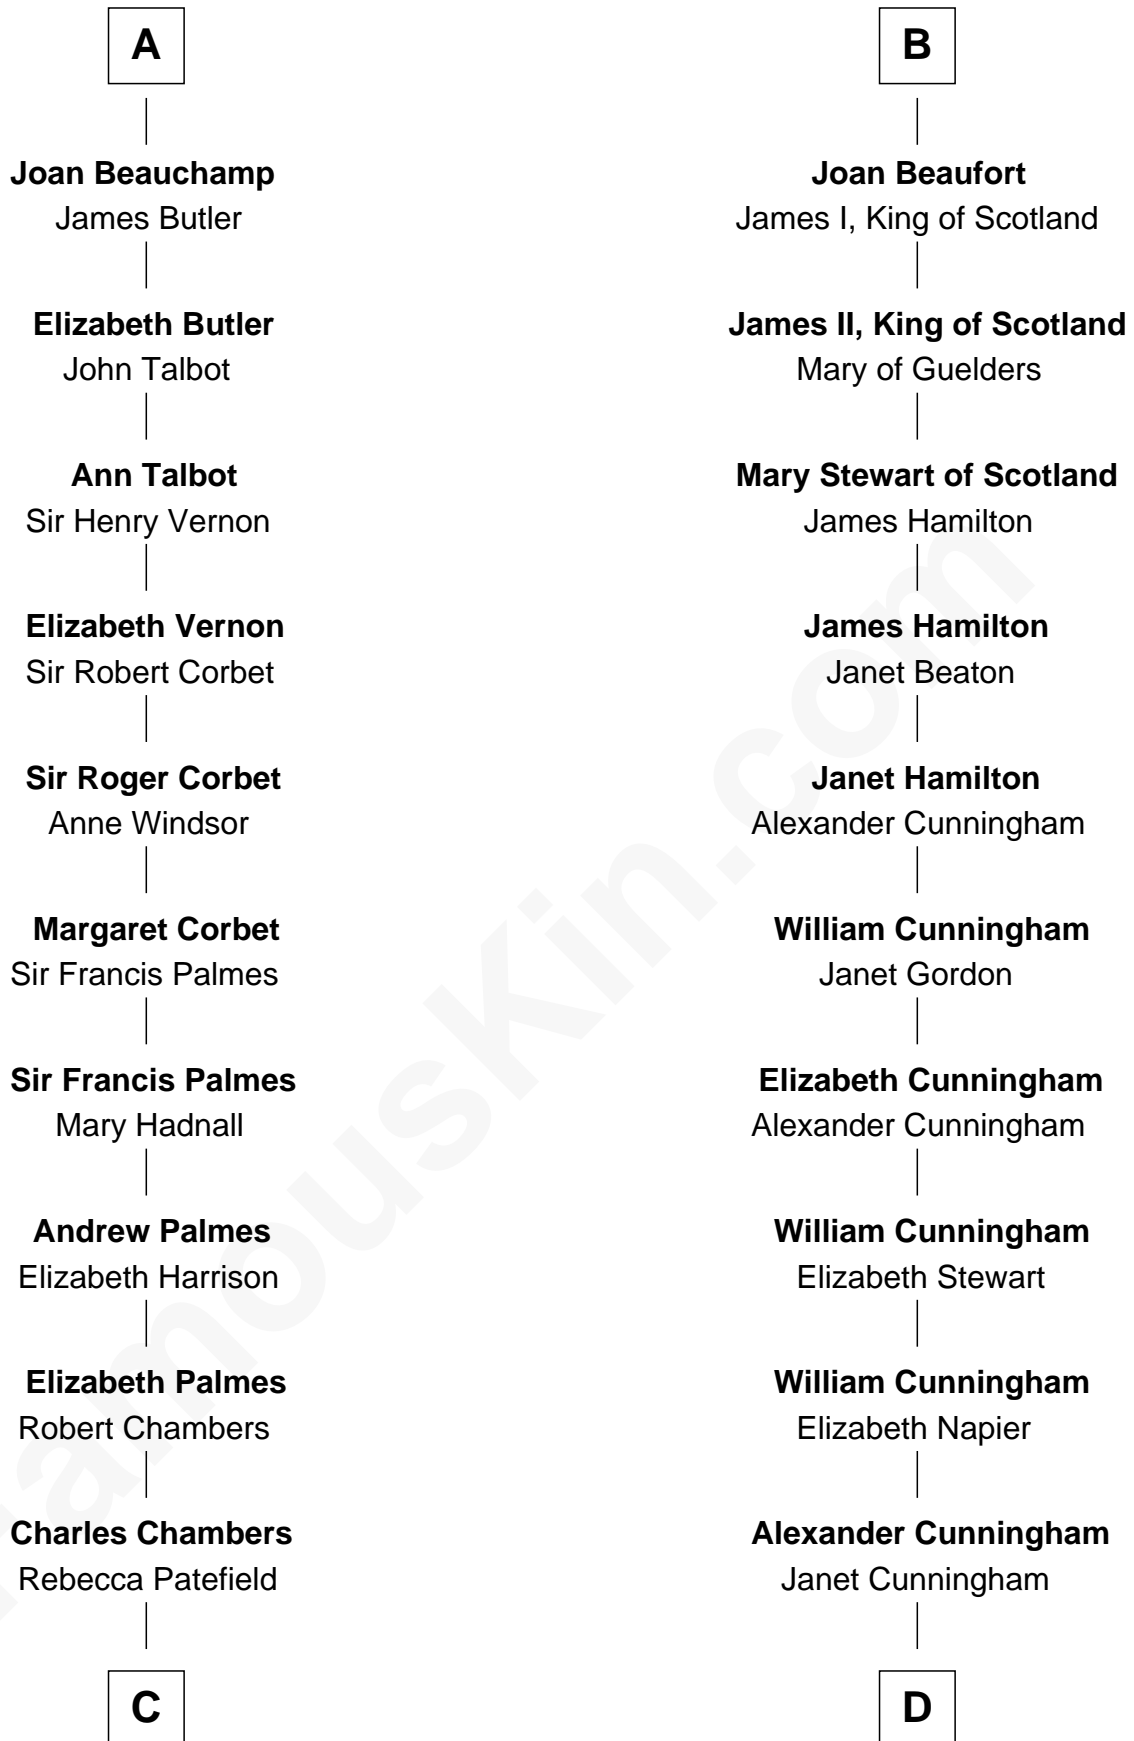 A
Joan Beauchamp
James Butler
Elizabeth Butler
John Talbot
Ann Talbot
Sir Henry Vernon
Elizabeth Vernon
Sir Robert Corbet
Sir Roger Corbet
Anne Windsor
Margaret Corbet
Sir Francis Palmes
Sir Francis Palmes
Mary Hadnall
Andrew Palmes
Elizabeth Harrison
Elizabeth Palmes
Robert Chambers
Charles Chambers
Rebecca Patefield
C
B
Joan Beaufort
James I, King of Scotland
James II, King of Scotland
Mary of Guelders
Mary Stewart of Scotland
James Hamilton
James Hamilton
Janet Beaton
Janet Hamilton
Alexander Cunningham
William Cunningham
Janet Gordon
Elizabeth Cunningham
Alexander Cunningham
William Cunningham
Elizabeth Stewart
William Cunningham
Elizabeth Napier
Alexander Cunningham
Janet Cunningham
D
FamousKin.com